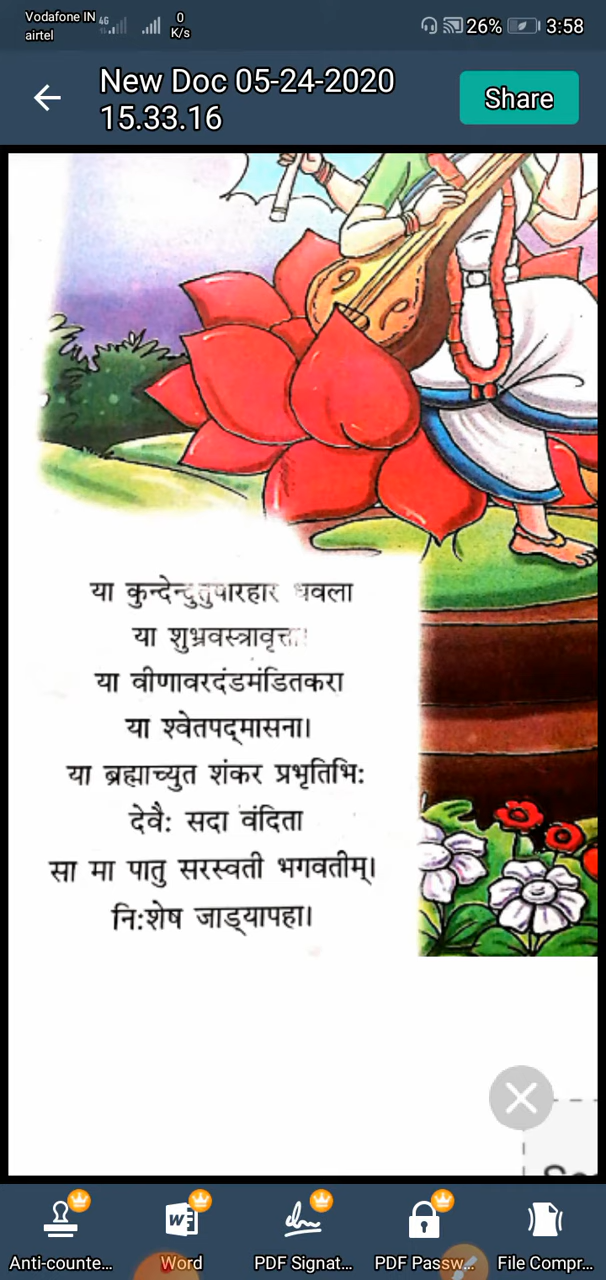 Vodafone IN 4G
airtel
0
K/s
26%
3:58
New Doc 05-24-2020
15.33.16
Share
या कुन्देन्दुतुषारहार धवला
या शुभ्रवस्त्रावृत्ता।
या वीणावरदंडमंडितकरा
या श्वेतपद्मासना।
या ब्रह्माच्युत शंकर प्रभृतिभिः
देवैः सदा वंदिता
सा मा पातु सरस्वती भगवतीम्।
निःशेष जाड्यापहा।
Anti-counte...
Word
PDF Signat...
PDF Passw...
File Compr...